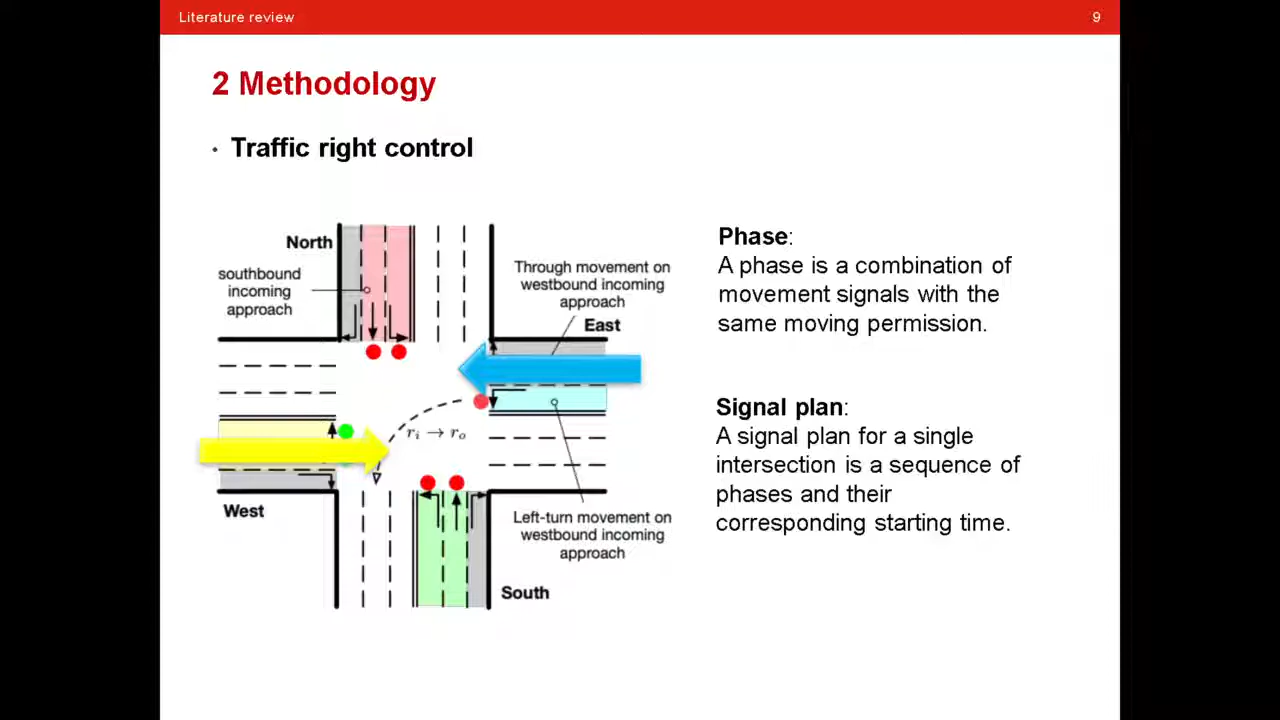 Literature review
9
2 Methodology
• Traffic right control
North
southbound
incoming
approach
Through movement on
westbound incoming
approach
East
rᵢ → rₒ
West
Left-turn movement on
westbound incoming
approach
South
Phase:
A phase is a combination of
movement signals with the
same moving permission.
Signal plan:
A signal plan for a single
intersection is a sequence of
phases and their
corresponding starting time.